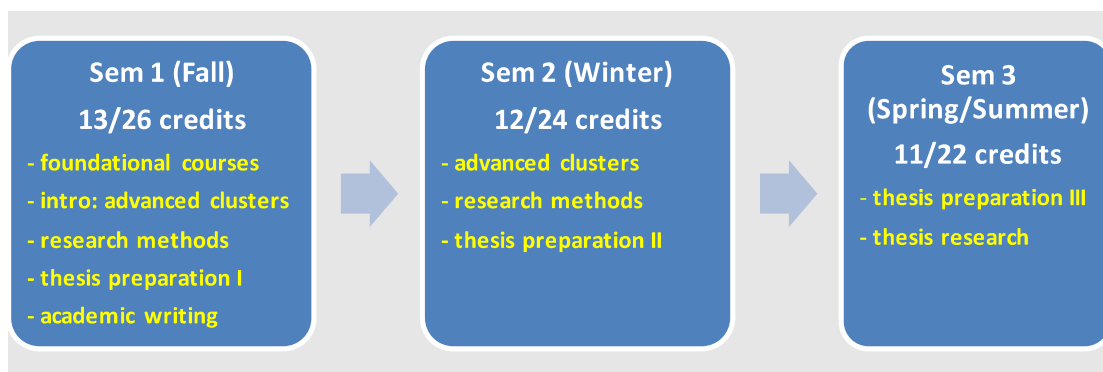 Sem 1 (Fall)
13/26 credits
- foundational courses
- intro: advanced clusters
- research methods
- thesis preparation I
- academic writing
Sem 2 (Winter)
12/24 credits
- advanced clusters
- research methods
- thesis preparation II
Sem 3
(Spring/Summer)
11/22 credits
- thesis preparation III
- thesis research